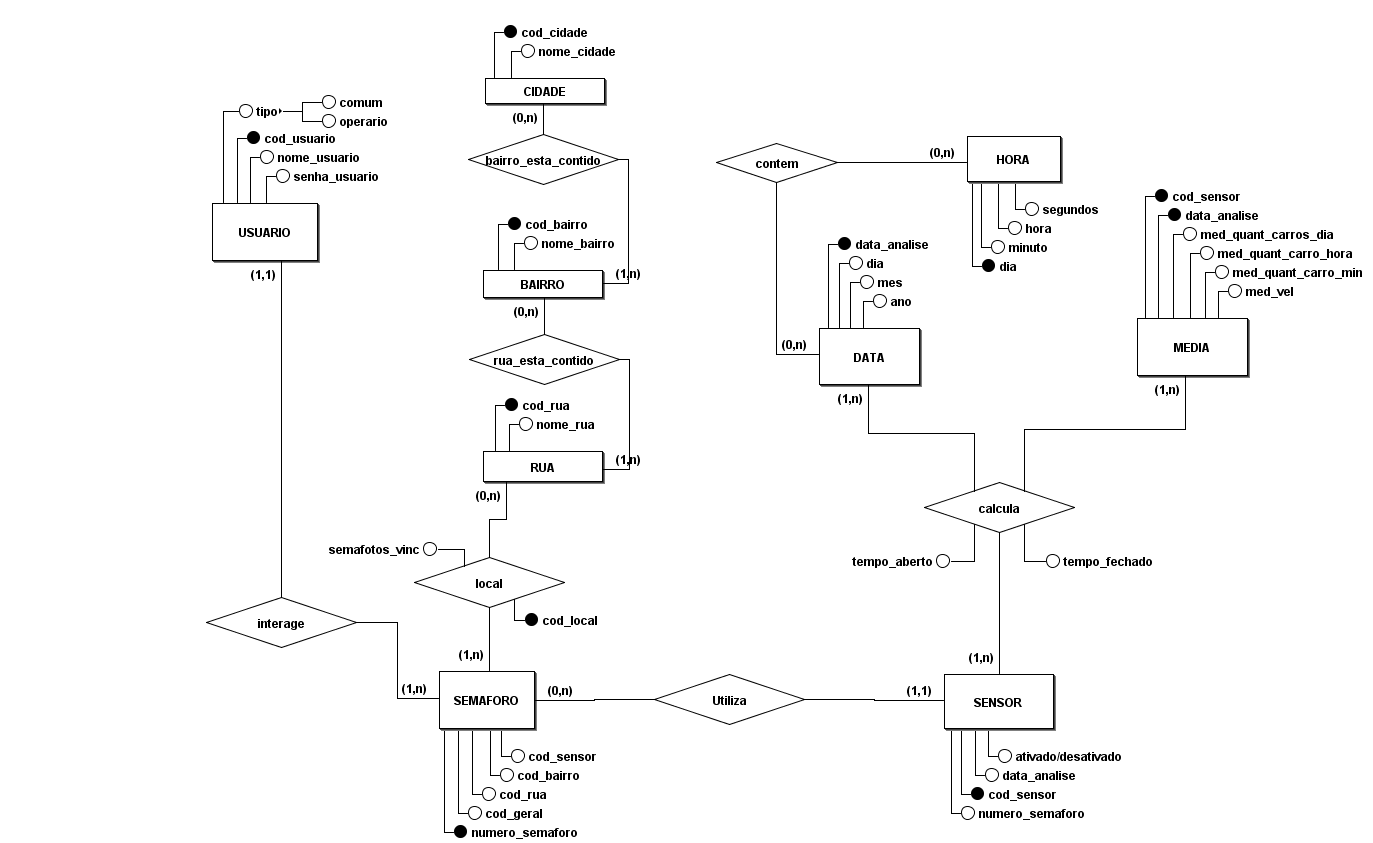 cod_cidade
nome_cidade
CIDADE
(0,n)
bairro_esta_contido
cod_bairro
nome_bairro
(1,n)
BAIRRO
(0,n)
rua_esta_contido
cod_rua
nome_rua
(1,n)
RUA
(0,n)
semafotos_vinc
local
cod_local
(1,n)
tipo
comum
operario
cod_usuario
nome_usuario
senha_usuario
USUARIO
(1,1)
interage
(1,n)
SEMAFORO
(0,n)
cod_sensor
cod_bairro
cod_rua
cod_geral
numero_semaforo
Utiliza
(1,1)
SENSOR
ativado/desativado
data_analise
cod_sensor
numero_semaforo
(1,n)
contem
(0,n)
HORA
segundos
hora
minuto
dia
data_analise
dia
mes
ano
(0,n)
DATA
(1,n)
cod_sensor
data_analise
med_quant_carros_dia
med_quant_carro_hora
med_quant_carro_min
med_vel
MEDIA
(1,n)
calcula
tempo_aberto
tempo_fechado